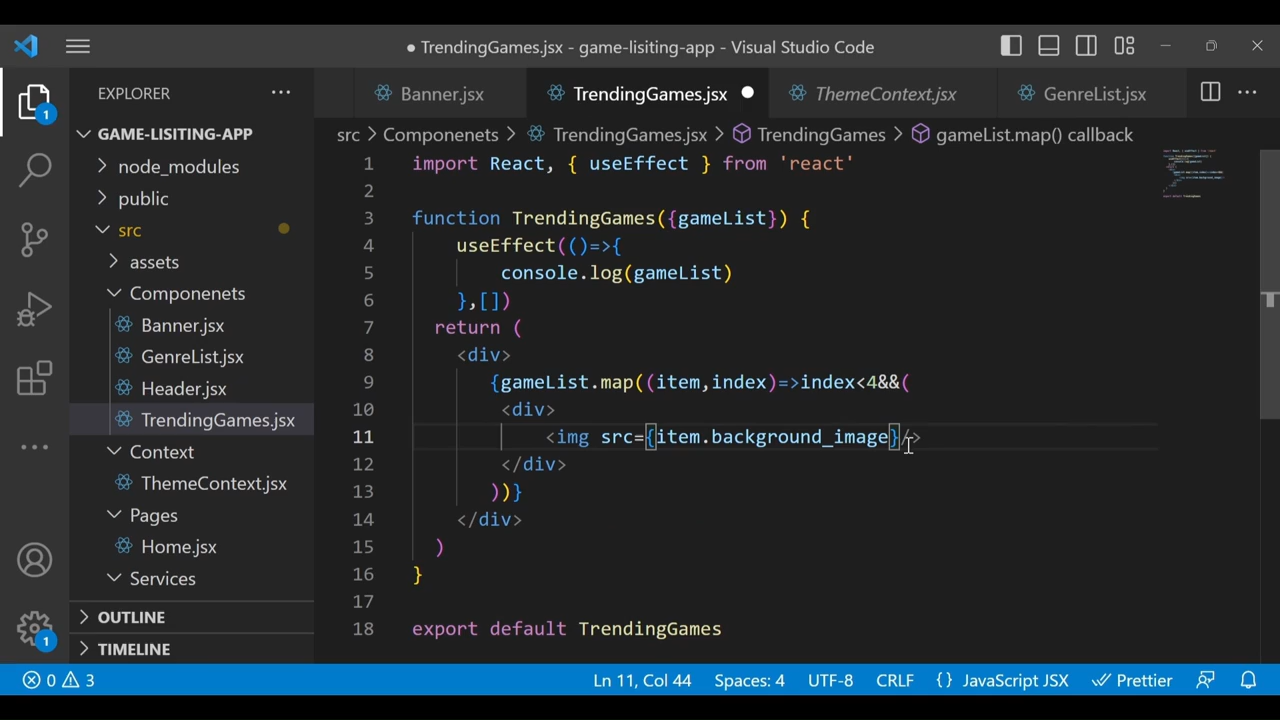 ● TrendingGames.jsx - game-lisiting-app - Visual Studio Code
EXPLORER
Banner.jsx
TrendingGames.jsx
ThemeContext.jsx
GenreList.jsx
1
GAME-LISITING-APP
node_modules
public
src
assets
Componenets
Banner.jsx
GenreList.jsx
Header.jsx
TrendingGames.jsx
Context
ThemeContext.jsx
Pages
Home.jsx
Services
OUTLINE
TIMELINE
1
src > Componenets > TrendingGames.jsx > TrendingGames > gameList.map() callback
1 import React, { useEffect } from 'react'
2
3 function TrendingGames({gameList}) {
4 useEffect(()=>{
5 console.log(gameList)
6 },[])
7 return (
8 <div>
9 {gameList.map((item,index)=>index<4&&(
10 <div>
11 <img src={item.background_image}/>
12 </div>
13 ))}
14 </div>
15 )
16 }
17
18 export default TrendingGames
0 3
Ln 11, Col 44
Spaces: 4
UTF-8
CRLF
{} JavaScript JSX
Prettier